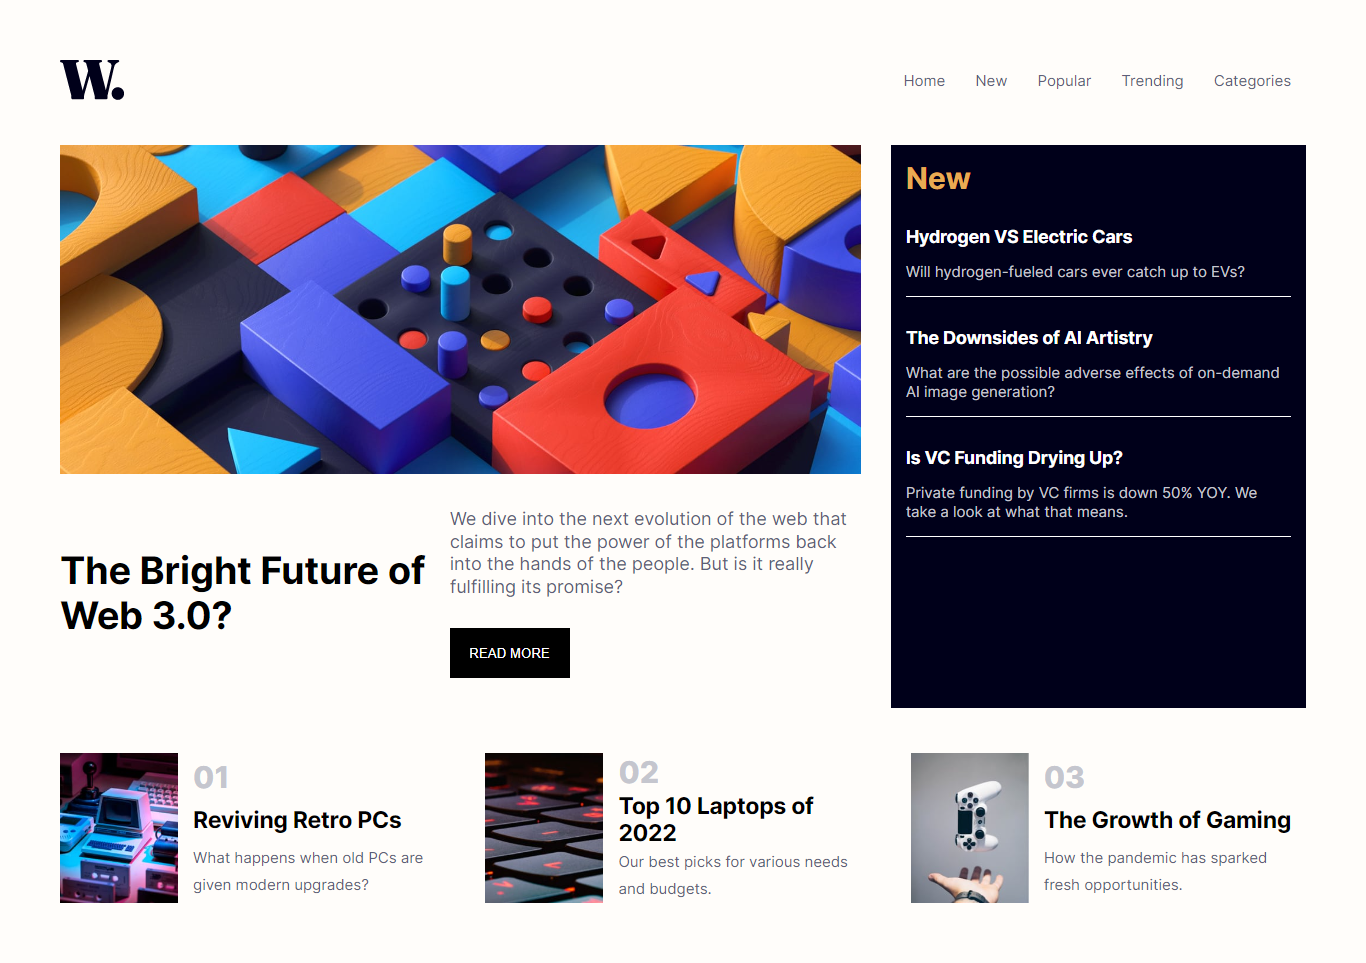 W.
Home New Popular Trending Categories
New
Hydrogen VS Electric Cars
Will hydrogen-fueled cars ever catch up to EVs?
The Downsides of AI Artistry
What are the possible adverse effects of on-demand
AI image generation?
Is VC Funding Drying Up?
Private funding by VC firms is down 50% YOY. We
take a look at what that means.
The Bright Future of
Web 3.0?
We dive into the next evolution of the web that
claims to put the power of the platforms back
into the hands of the people. But is it really
fulfilling its promise?
READ MORE
01
Reviving Retro PCs
What happens when old PCs are
given modern upgrades?
02
Top 10 Laptops of
2022
Our best picks for various needs
and budgets.
03
The Growth of Gaming
How the pandemic has sparked
fresh opportunities.